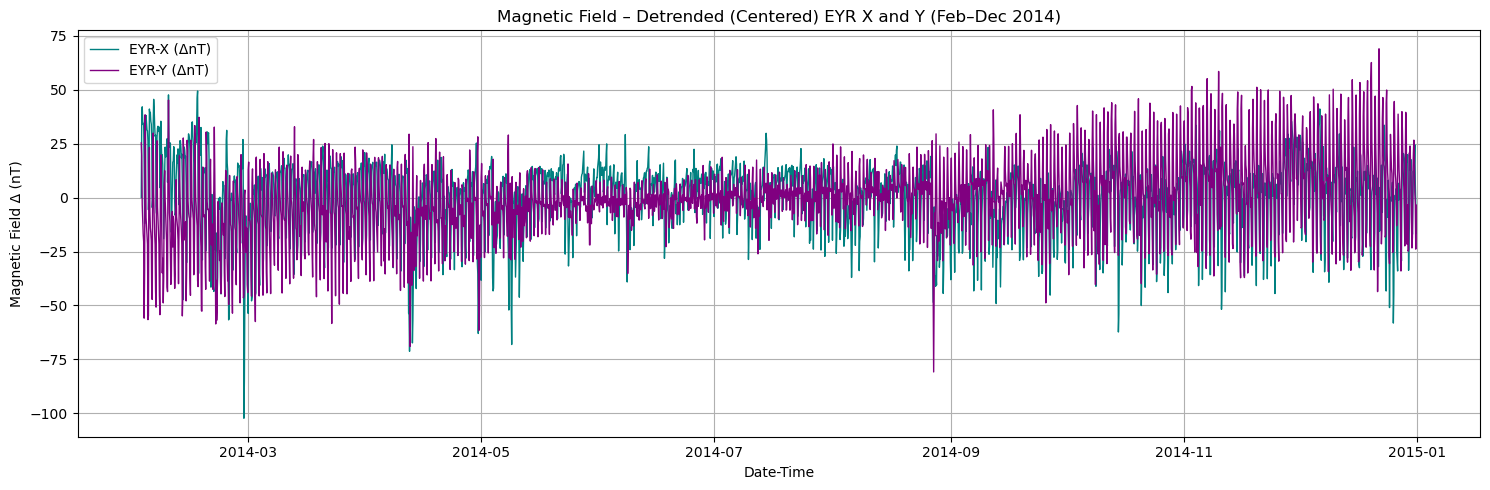 Magnetic Field – Detrended (Centered) EYR X and Y (Feb–Dec 2014)
EYR-X (ΔnT)
EYR-Y (ΔnT)
Magnetic Field Δ (nT)
75
50
25
0
−25
−50
−75
−100
2014-03
2014-05
2014-07
2014-09
2014-11
2015-01
Date-Time